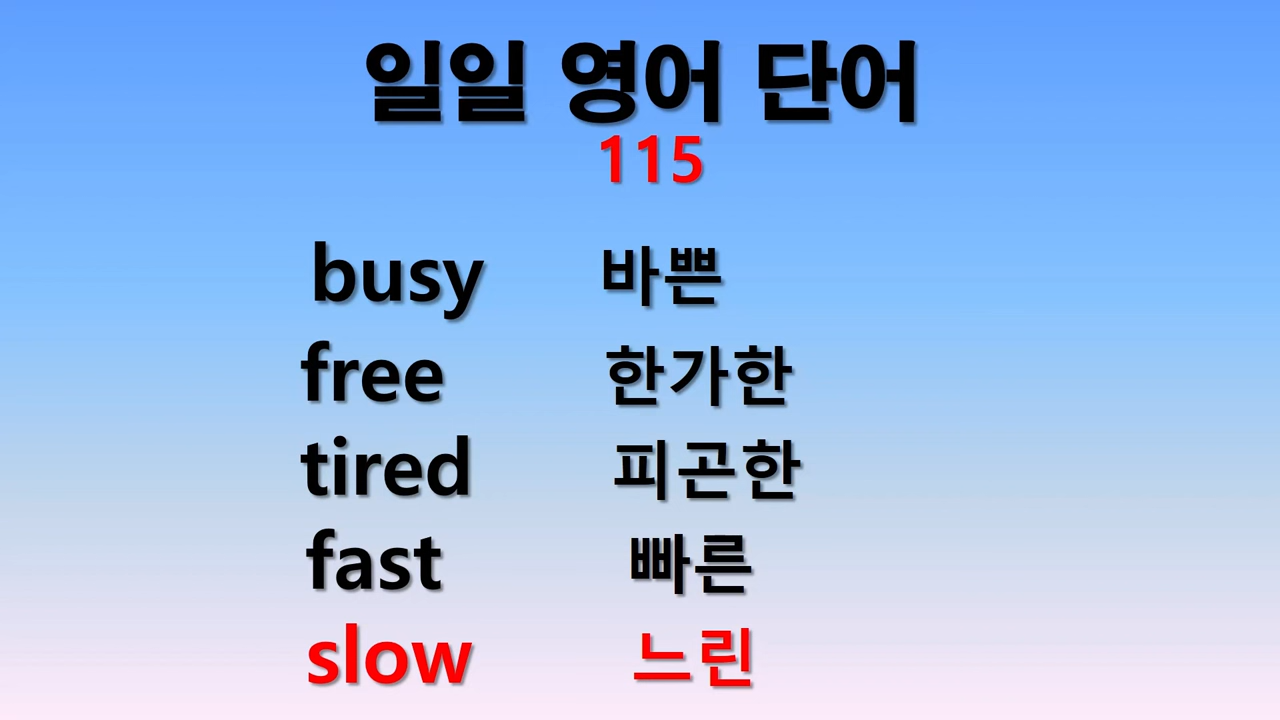 일일 영어 단어
115
busy 바쁜
free 한가한
tired 피곤한
fast 빠른
slow 느린